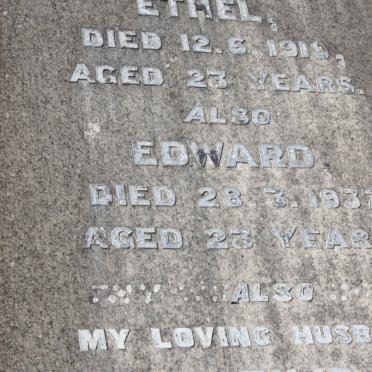 ETHEL,
DIED 12.6.1919,
AGED 23 YEARS.
ALSO
EDWARD,
DIED 28.3.1937
AGED 23 YEAR
ALSO
MY LOVING HUSB